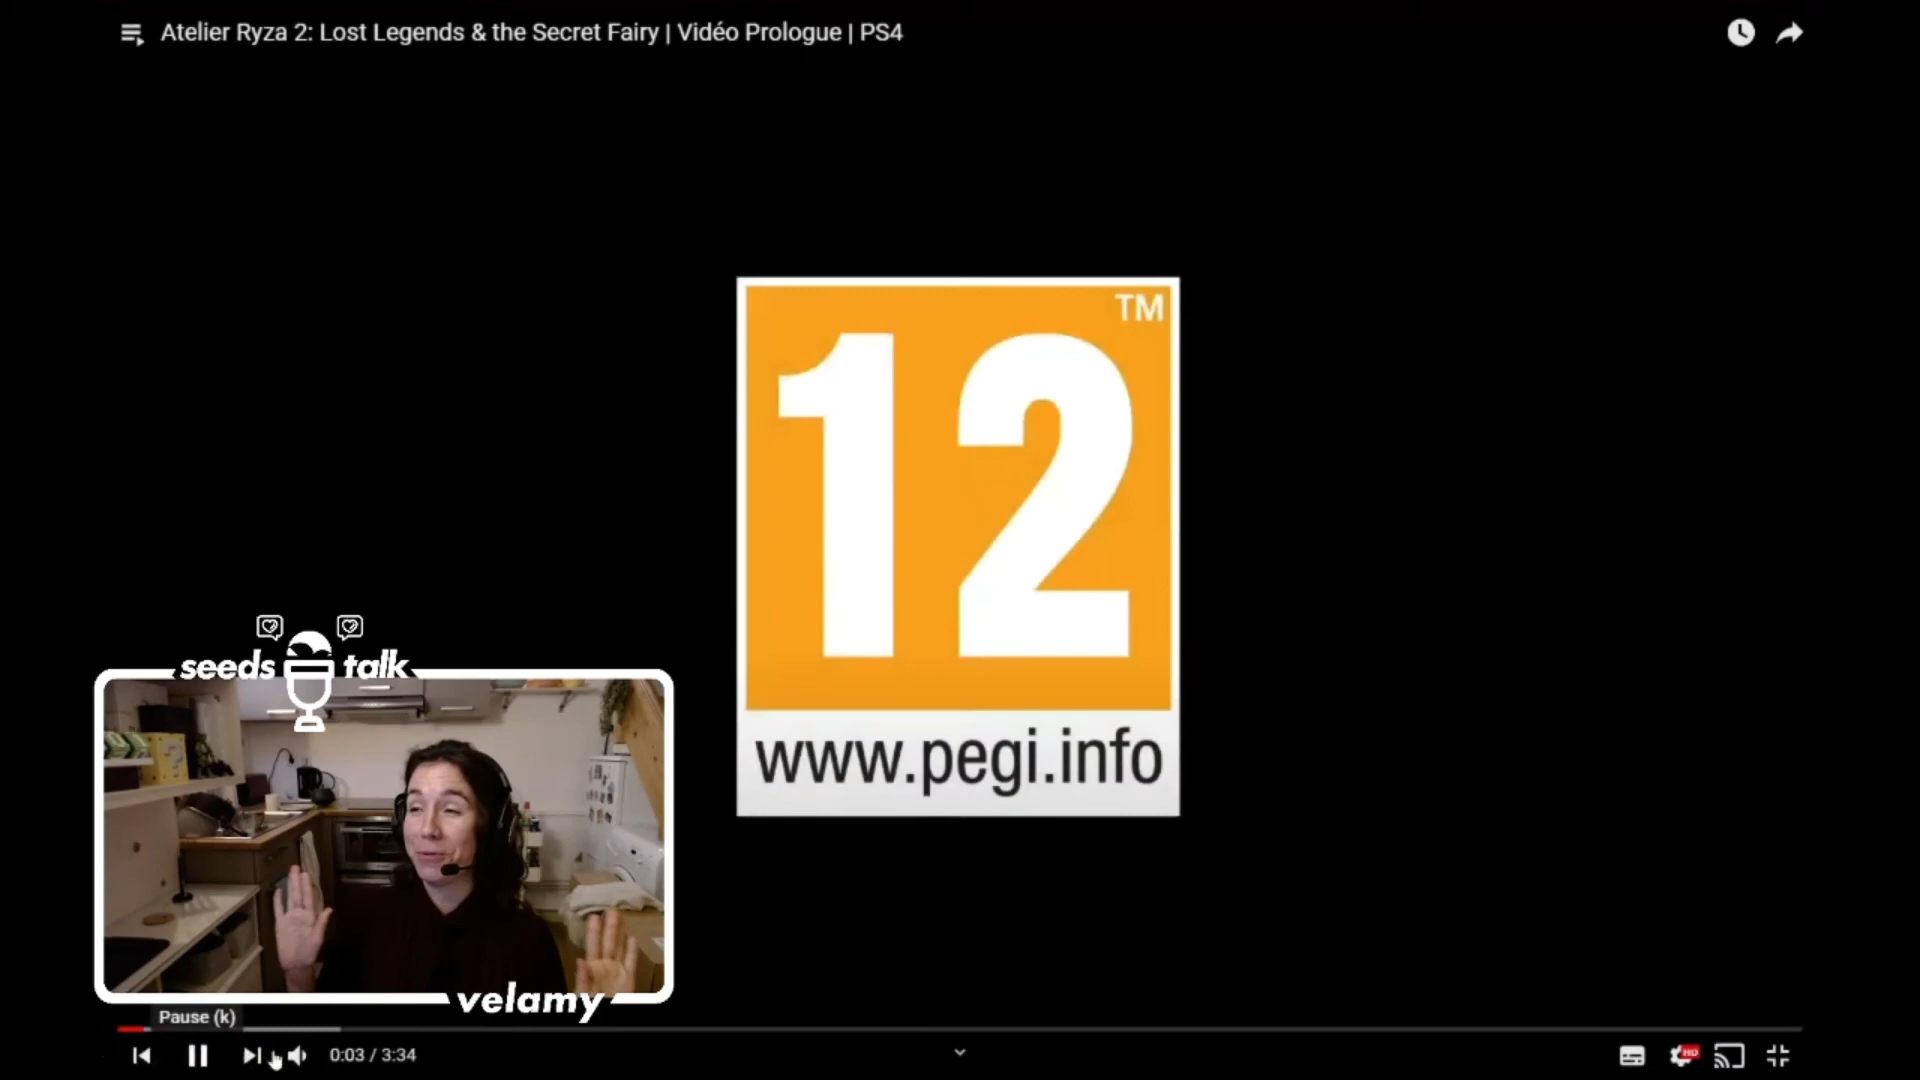 Atelier Ryza 2: Lost Legends & the Secret Fairy | Vidéo Prologue | PS4
12
TM
www.pegi.info
seeds talk
velamy
Pause (k)
0:03 / 3:34
HD